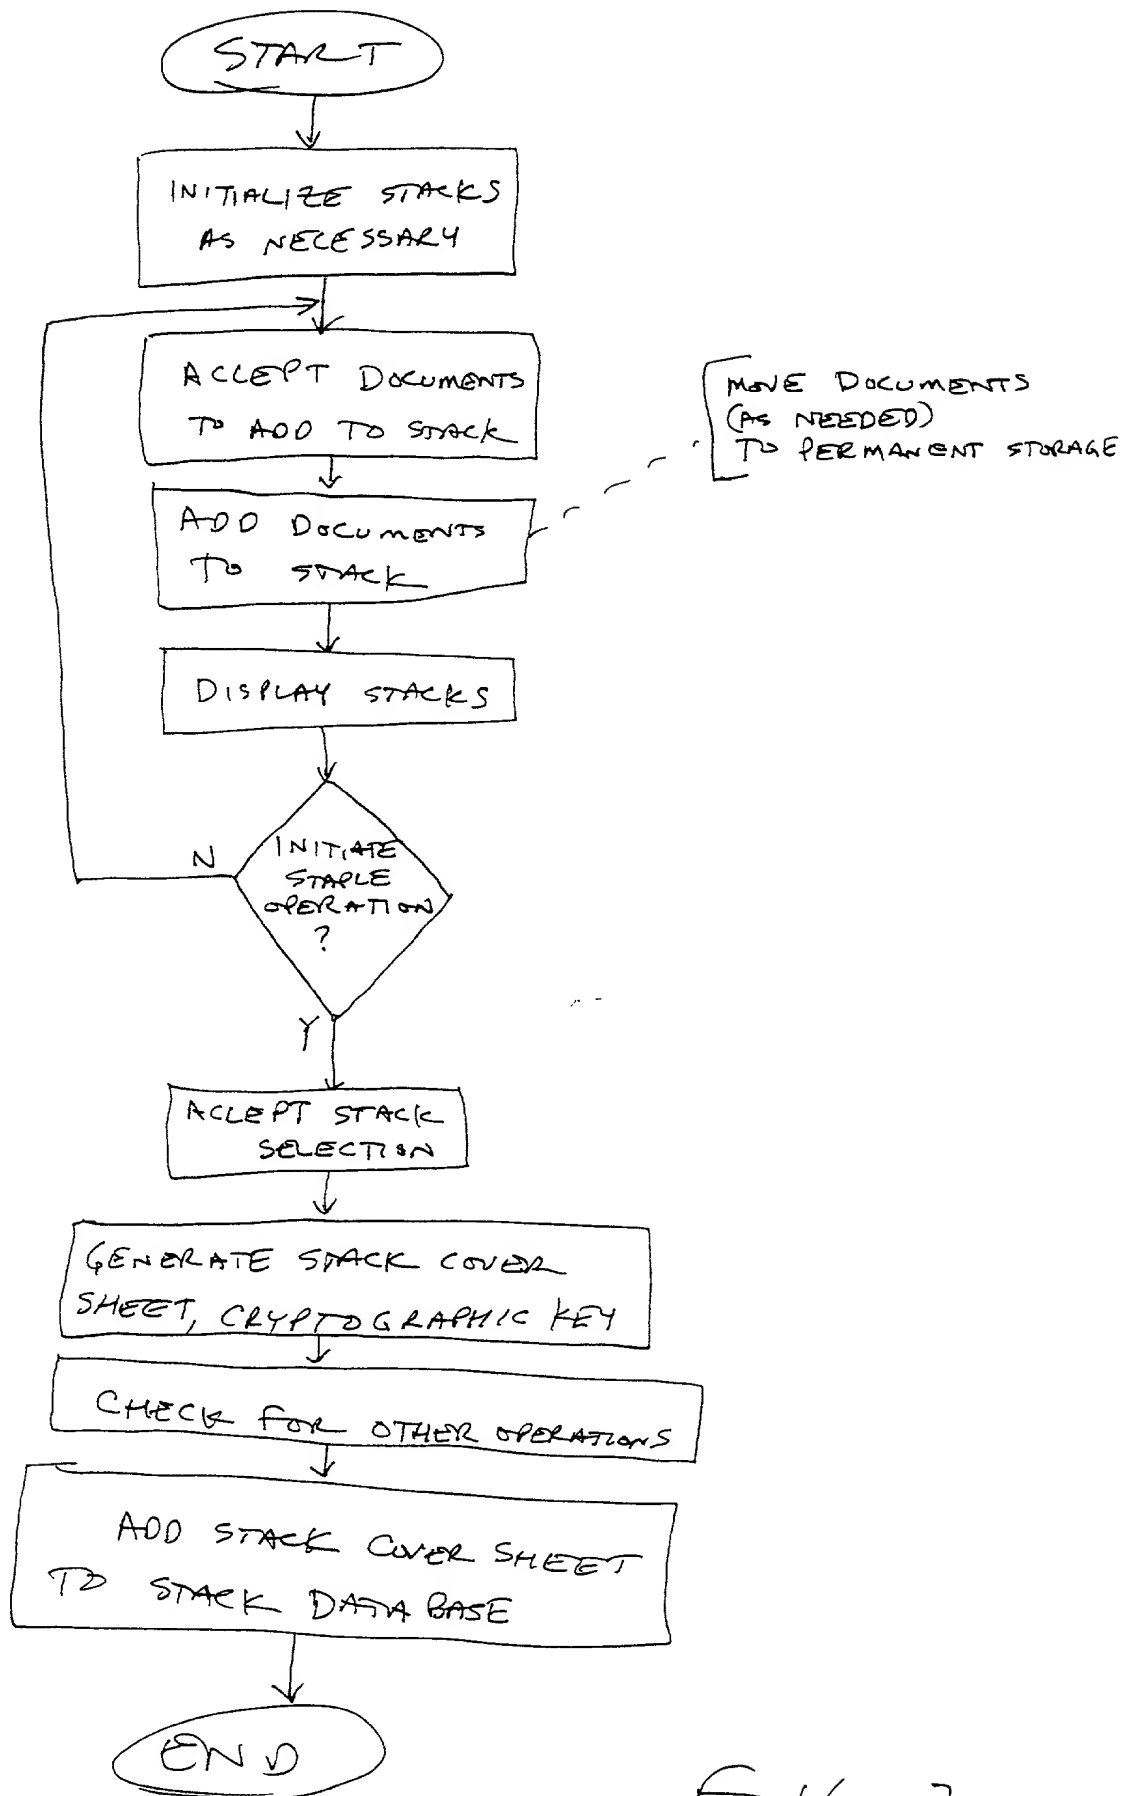 START
INITIALIZE STACKS
AS NECESSARY
ACCEPT DOCUMENTS
TO ADD TO STACK
MOVE DOCUMENTS
(AS NEEDED)
TO PERMANENT STORAGE
ADD DOCUMENTS
TO STACK
DISPLAY STACKS
N
INITIATE
STAPLE
OPERATION
?
Y
ACCEPT STACK
SELECTION
GENERATE STACK COVER
SHEET, CRYPTOGRAPHIC KEY
CHECK FOR OTHER OPERATIONS
ADD STACK COVER SHEET
TO STACK DATABASE
END